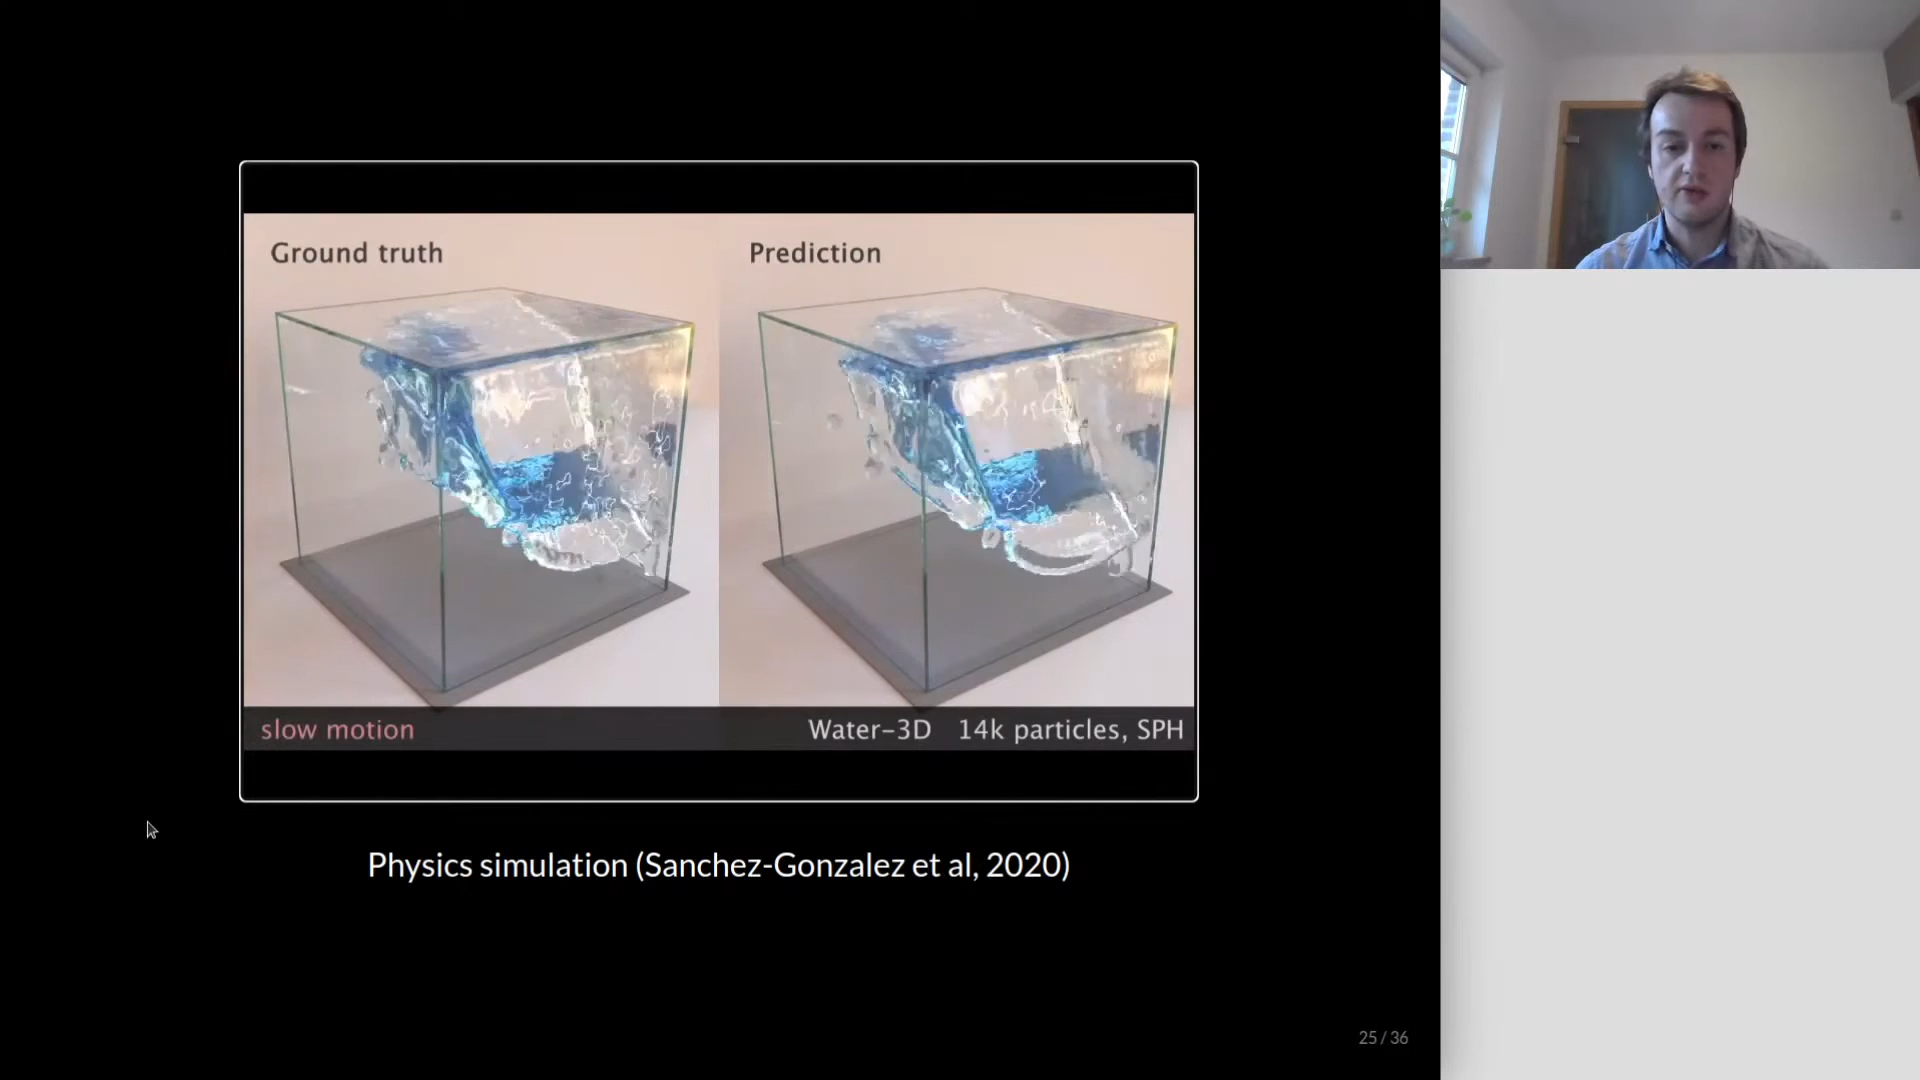 Ground truth
Prediction
slow motion
Water-3D 14k particles, SPH
Physics simulation (Sanchez-Gonzalez et al, 2020)
25 / 36